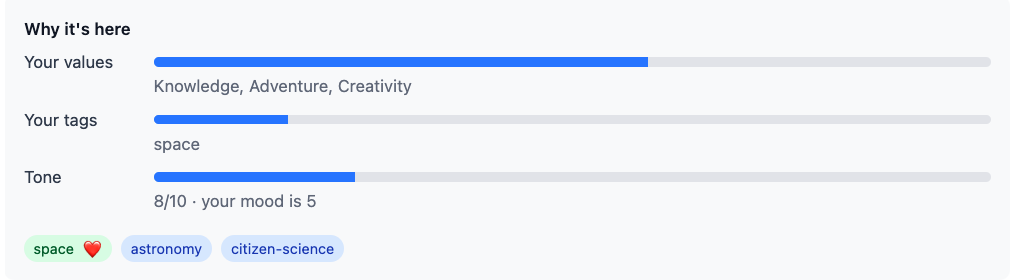 Why it's here
Your values
Knowledge, Adventure, Creativity
Your tags
space
Tone
8/10 · your mood is 5
space ❤️ astronomy citizen-science